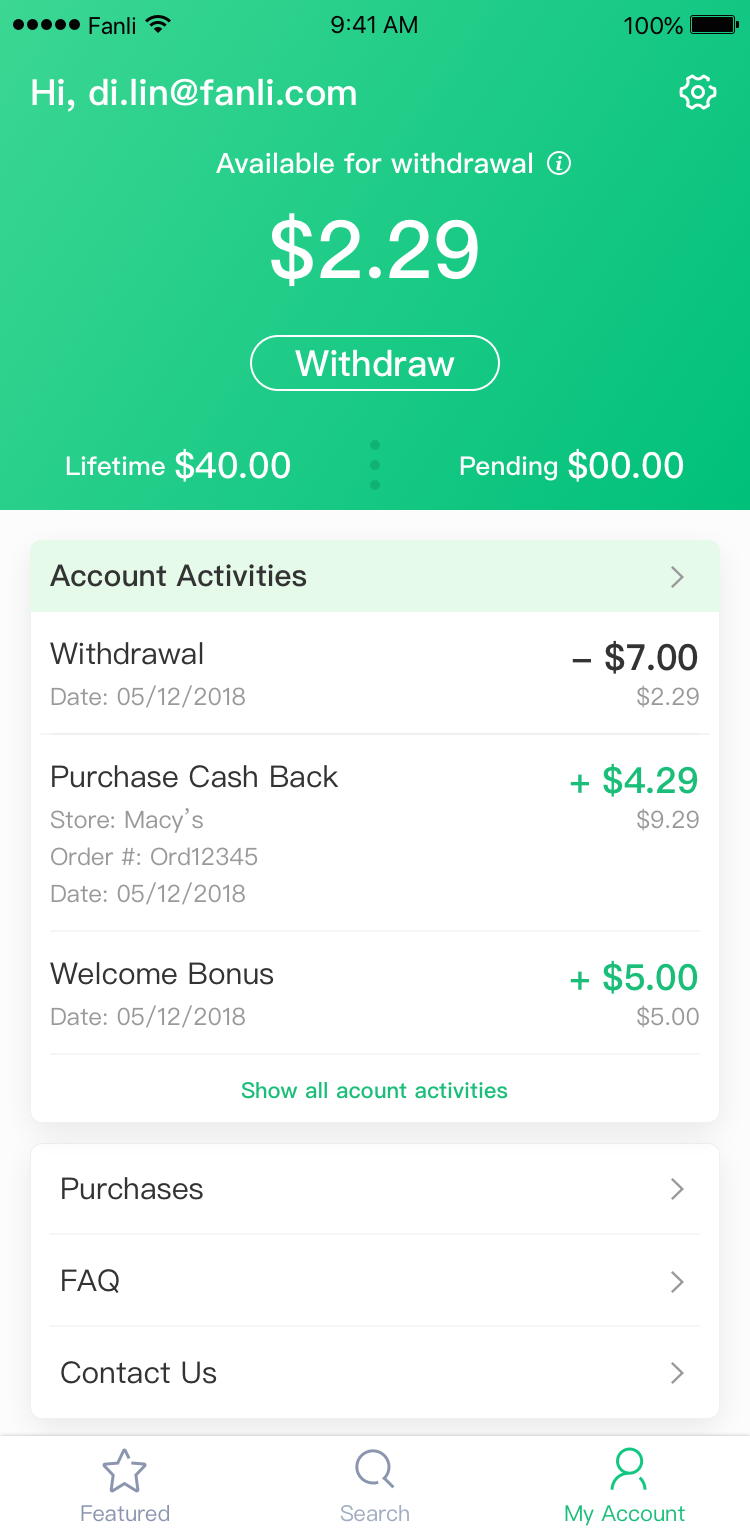 Fanli 9:41 AM 100%
Hi, di.lin@fanli.com
Available for withdrawal
$2.29
Withdraw
Lifetime $40.00 Pending $00.00
Account Activities
Withdrawal – $7.00
Date: 05/12/2018 $2.29
Purchase Cash Back + $4.29
Store: Macy’s $9.29
Order #: Ord12345
Date: 05/12/2018
Welcome Bonus + $5.00
Date: 05/12/2018 $5.00
Show all acount activities
Purchases
FAQ
Contact Us
Featured Search My Account